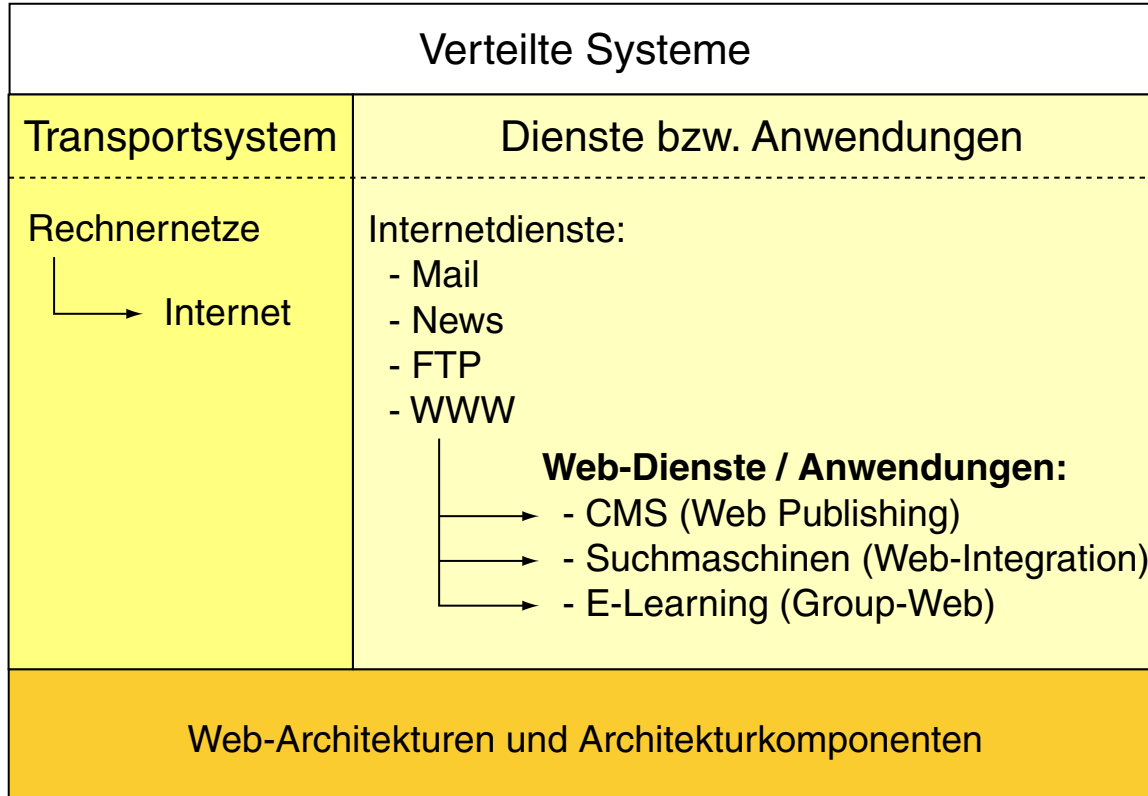 Verteilte Systeme
Transportsystem
Dienste bzw. Anwendungen
Rechnernetze
Internet
Internetdienste:
- Mail
- News
- FTP
- WWW
Web-Dienste / Anwendungen:
- CMS (Web Publishing)
- Suchmaschinen (Web-Integration)
- E-Learning (Group-Web)
Web-Architekturen und Architekturkomponenten